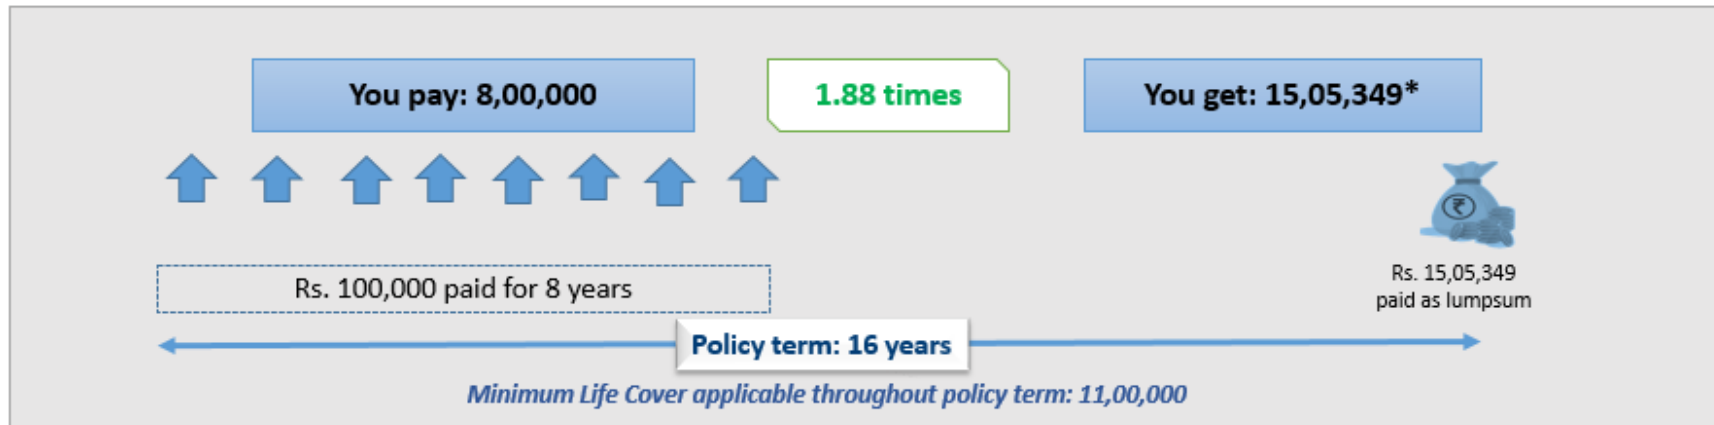 You pay: 8,00,000
1.88 times
You get: 15,05,349*
₹
Rs. 100,000 paid for 8 years
Rs. 15,05,349
paid as lumpsum
Policy term: 16 years
Minimum Life Cover applicable throughout policy term: 11,00,000